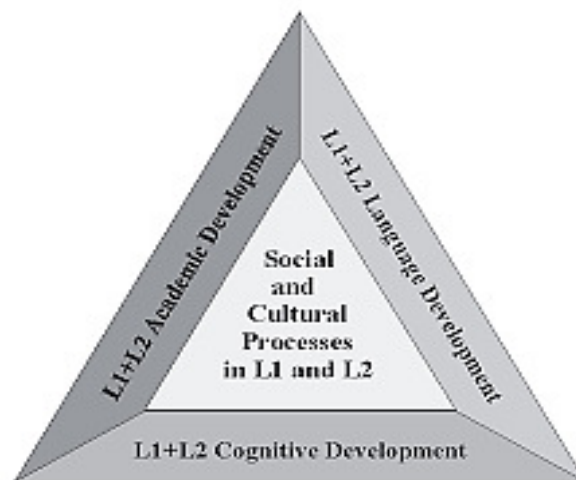 L1+L2 Academic Development
L1+L2 Language Development
Social
and
Cultural
Processes
in L1 and L2
L1+L2 Cognitive Development